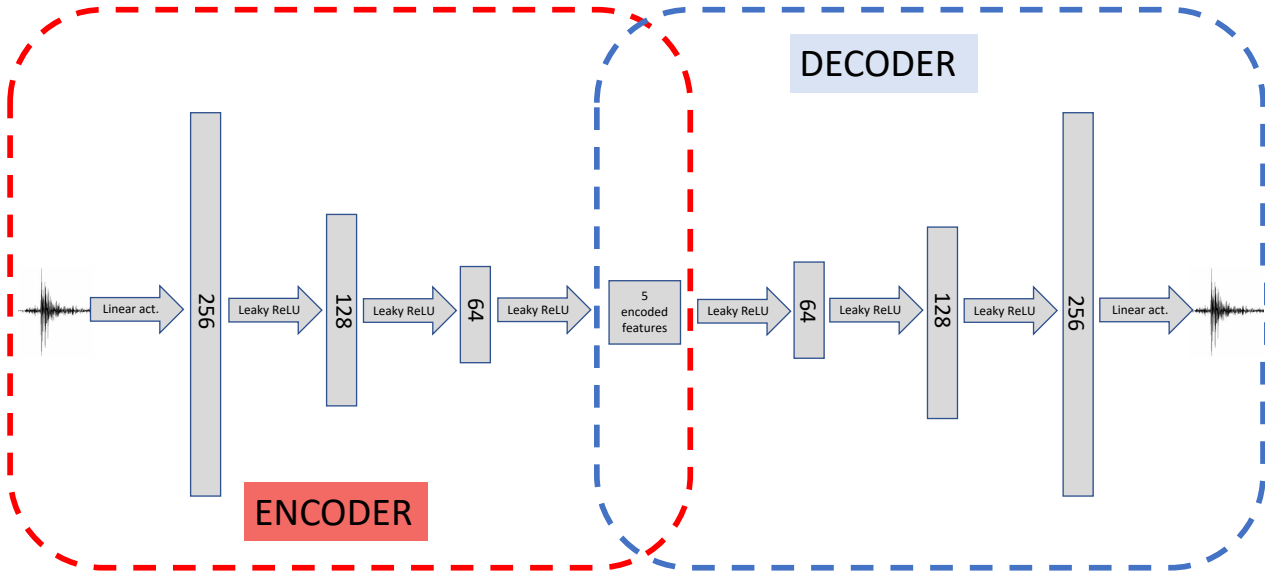 DECODER
Linear act.
256
Leaky ReLU
128
Leaky ReLU
64
Leaky ReLU
5
encoded
features
Leaky ReLU
64
Leaky ReLU
128
Leaky ReLU
256
Linear act.
ENCODER